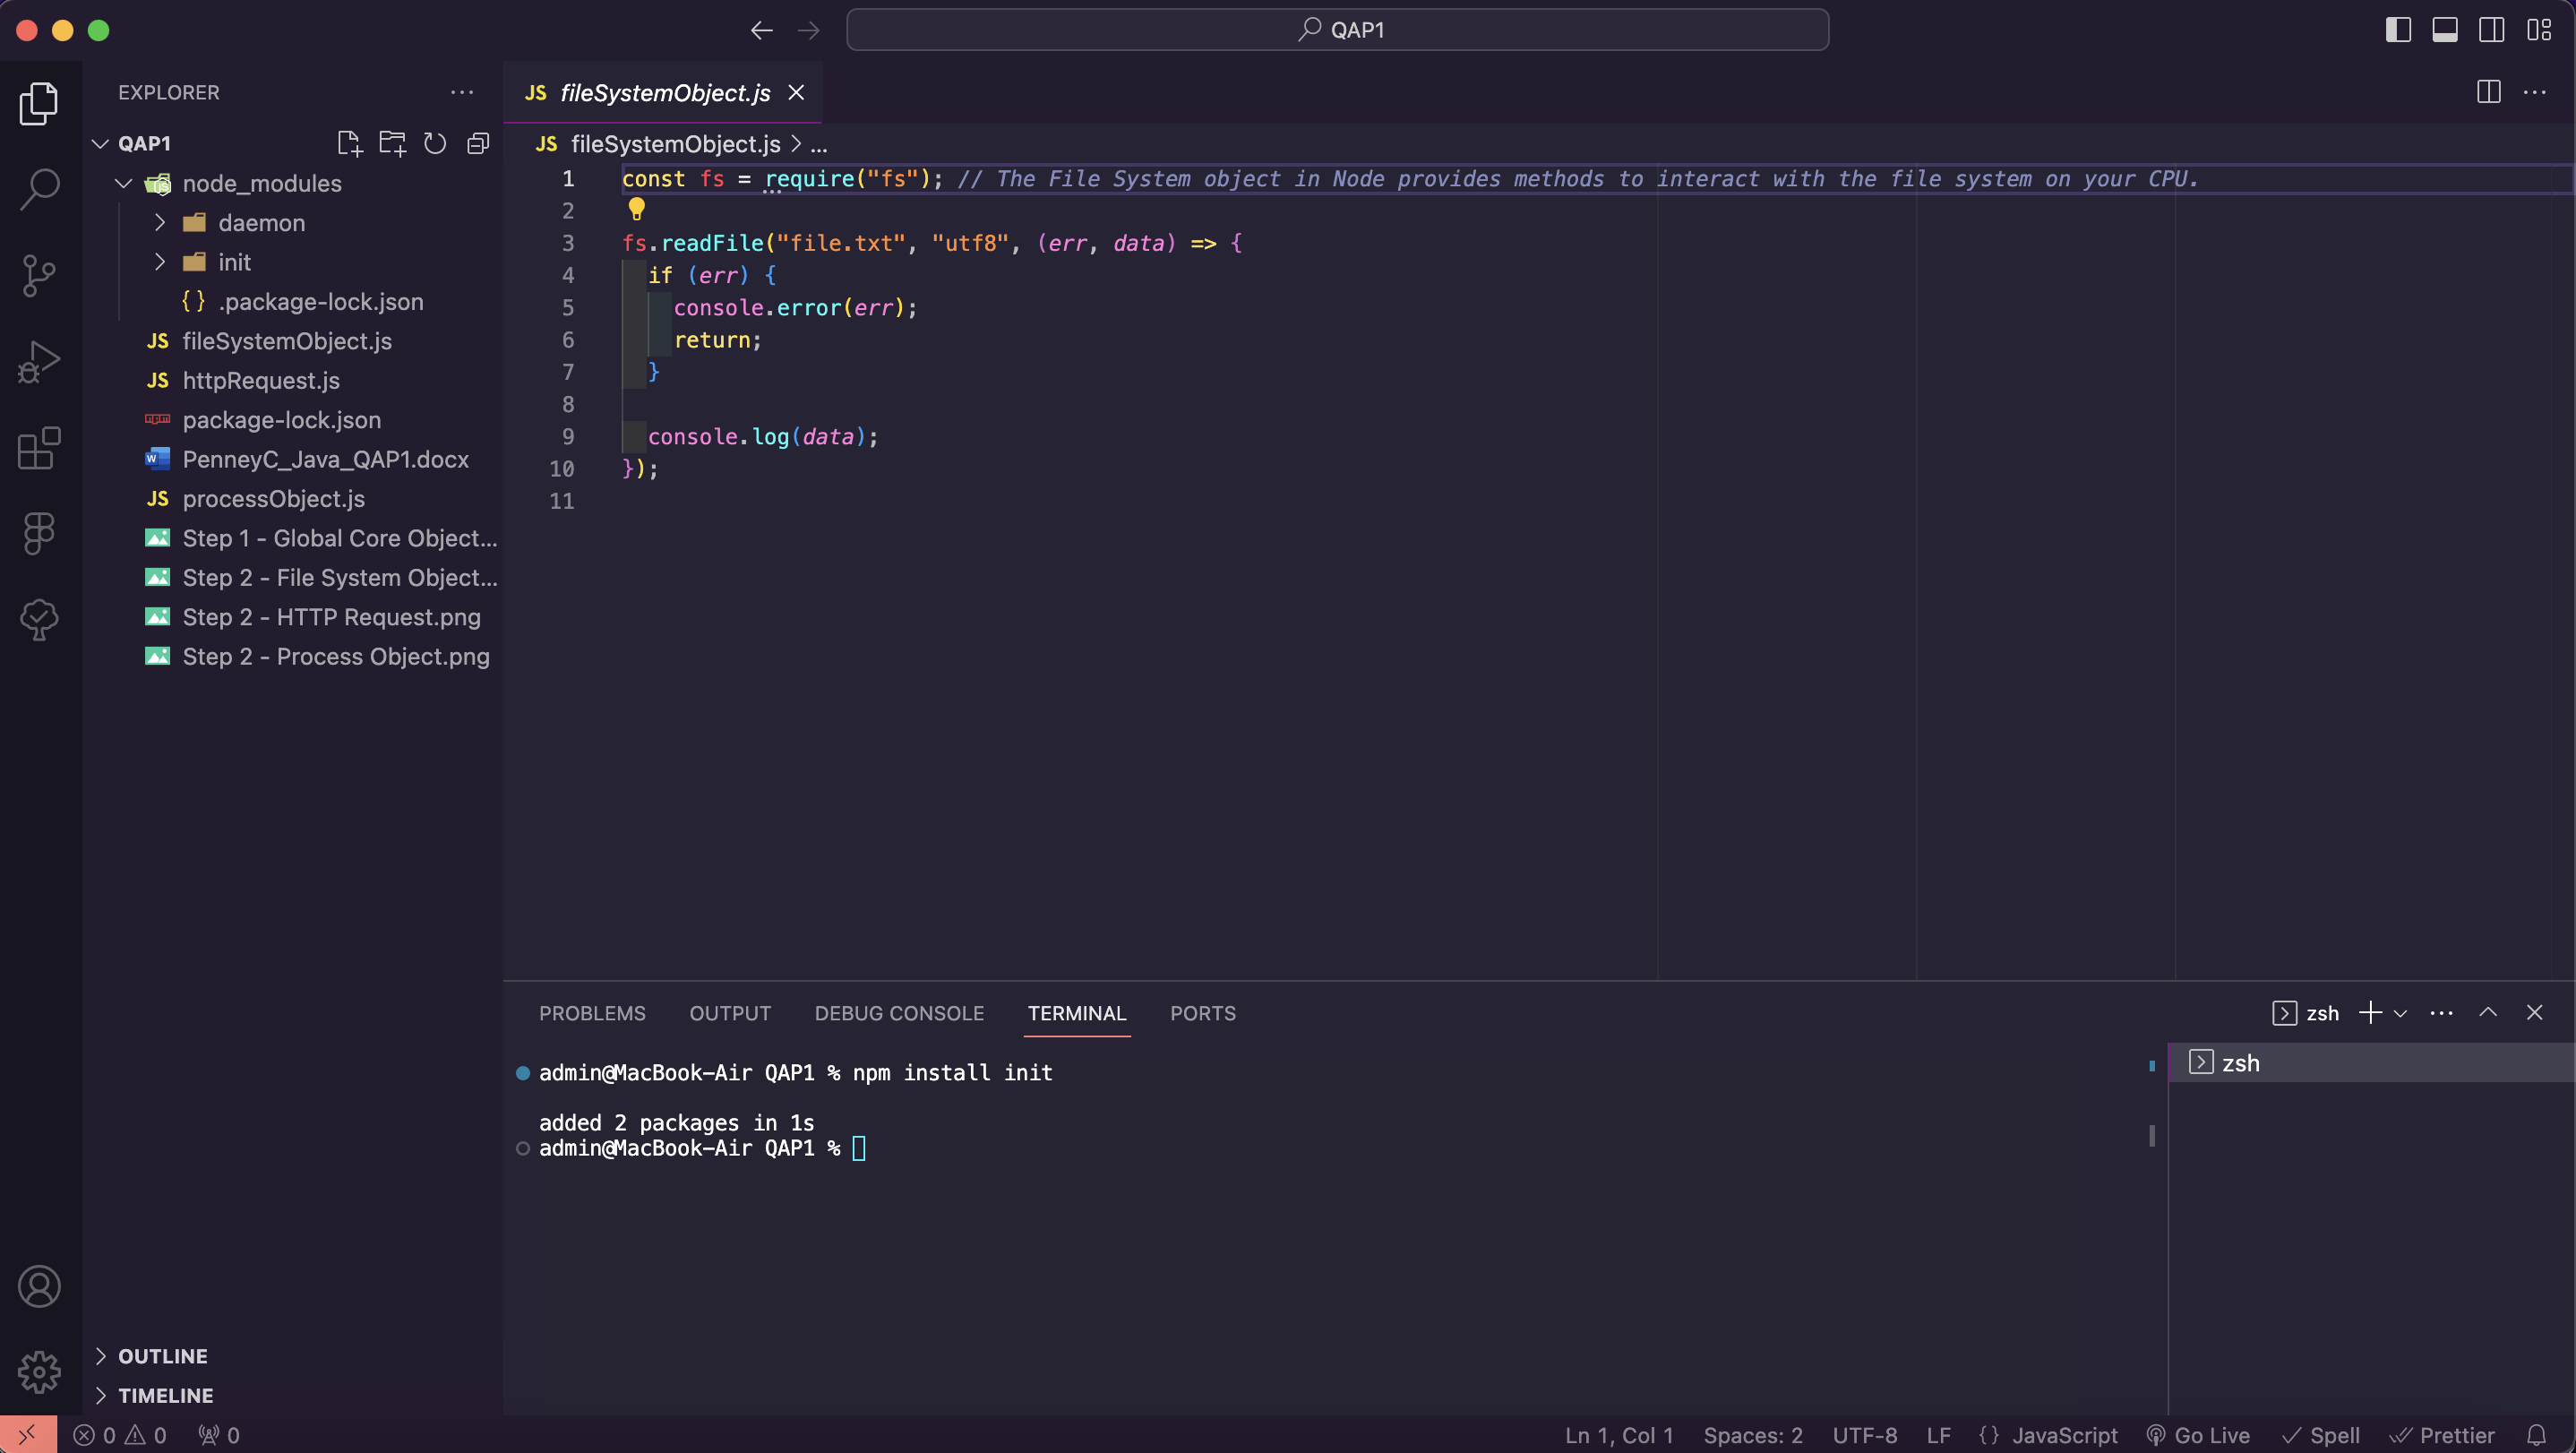 QAP1
EXPLORER
QAP1
node_modules
daemon
init
{} .package-lock.json
JS fileSystemObject.js
JS httpRequest.js
package-lock.json
W PenneyC_Java_QAP1.docx
JS processObject.js
Step 1 - Global Core Object...
Step 2 - File System Object...
Step 2 - HTTP Request.png
Step 2 - Process Object.png
OUTLINE
TIMELINE
JS fileSystemObject.js
JS fileSystemObject.js > ...
1 const fs = require("fs"); // The File System object in Node provides methods to interact with the file system on your CPU.
2
3 fs.readFile("file.txt", "utf8", (err, data) => {
4 if (err) {
5 console.error(err);
6 return;
7 }
8
9 console.log(data);
10 });
11
PROBLEMS OUTPUT DEBUG CONSOLE TERMINAL PORTS
zsh
admin@MacBook-Air QAP1 % npm install init
added 2 packages in 1s
admin@MacBook-Air QAP1 %
zsh
0 0 0 Ln 1, Col 1 Spaces: 2 UTF-8 LF {} JavaScript Go Live Spell Prettier